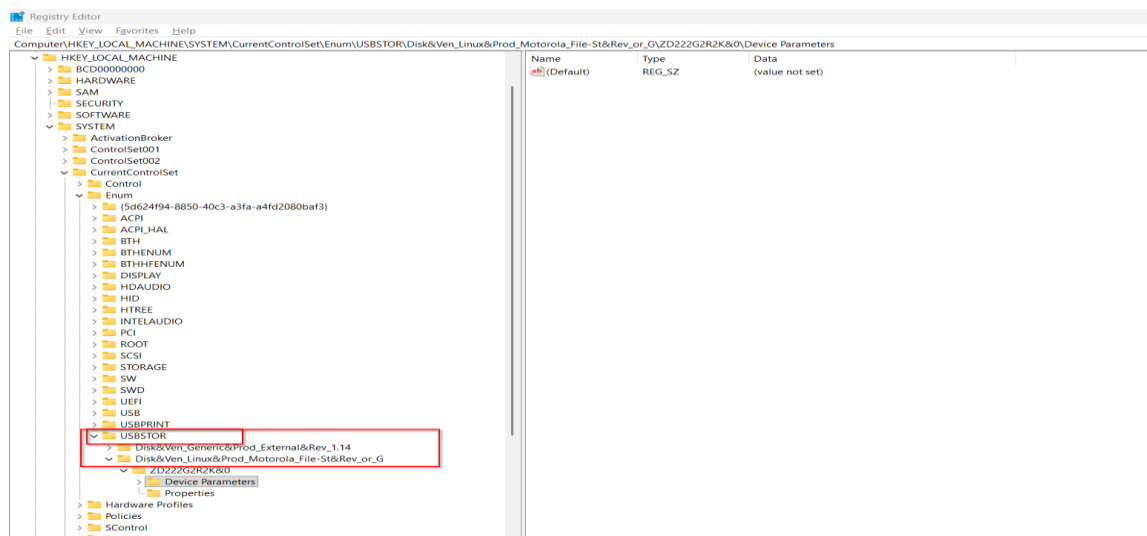 Registry Editor
File Edit View Favorites Help
Computer\HKEY_LOCAL_MACHINE\SYSTEM\CurrentControlSet\Enum\USBSTOR\Disk&Ven_Linux&Prod_Motorola_File-St&Rev_or_G\ZD222G2R2K&0\Device Parameters
HKEY_LOCAL_MACHINE
BCD00000000
HARDWARE
SAM
SECURITY
SOFTWARE
SYSTEM
ActivationBroker
ControlSet001
ControlSet002
CurrentControlSet
Control
Enum
{5d624f94-8850-40c3-a3fa-a4fd2080baf3}
ACPI
ACPI_HAL
BTH
BTHENUM
BTHHFENUM
DISPLAY
HDAUDIO
HID
HTREE
INTELAUDIO
PCI
ROOT
SCSI
STORAGE
SW
SWD
UEFI
USB
USBPRINT
USBSTOR
Disk&Ven_Generic&Prod_External&Rev_1.14
Disk&Ven_Linux&Prod_Motorola_File-St&Rev_or_G
ZD222G2R2K&0
Device Parameters
Properties
Hardware Profiles
Policies
SControl
Name Type Data
ab (Default) REG_SZ (value not set)